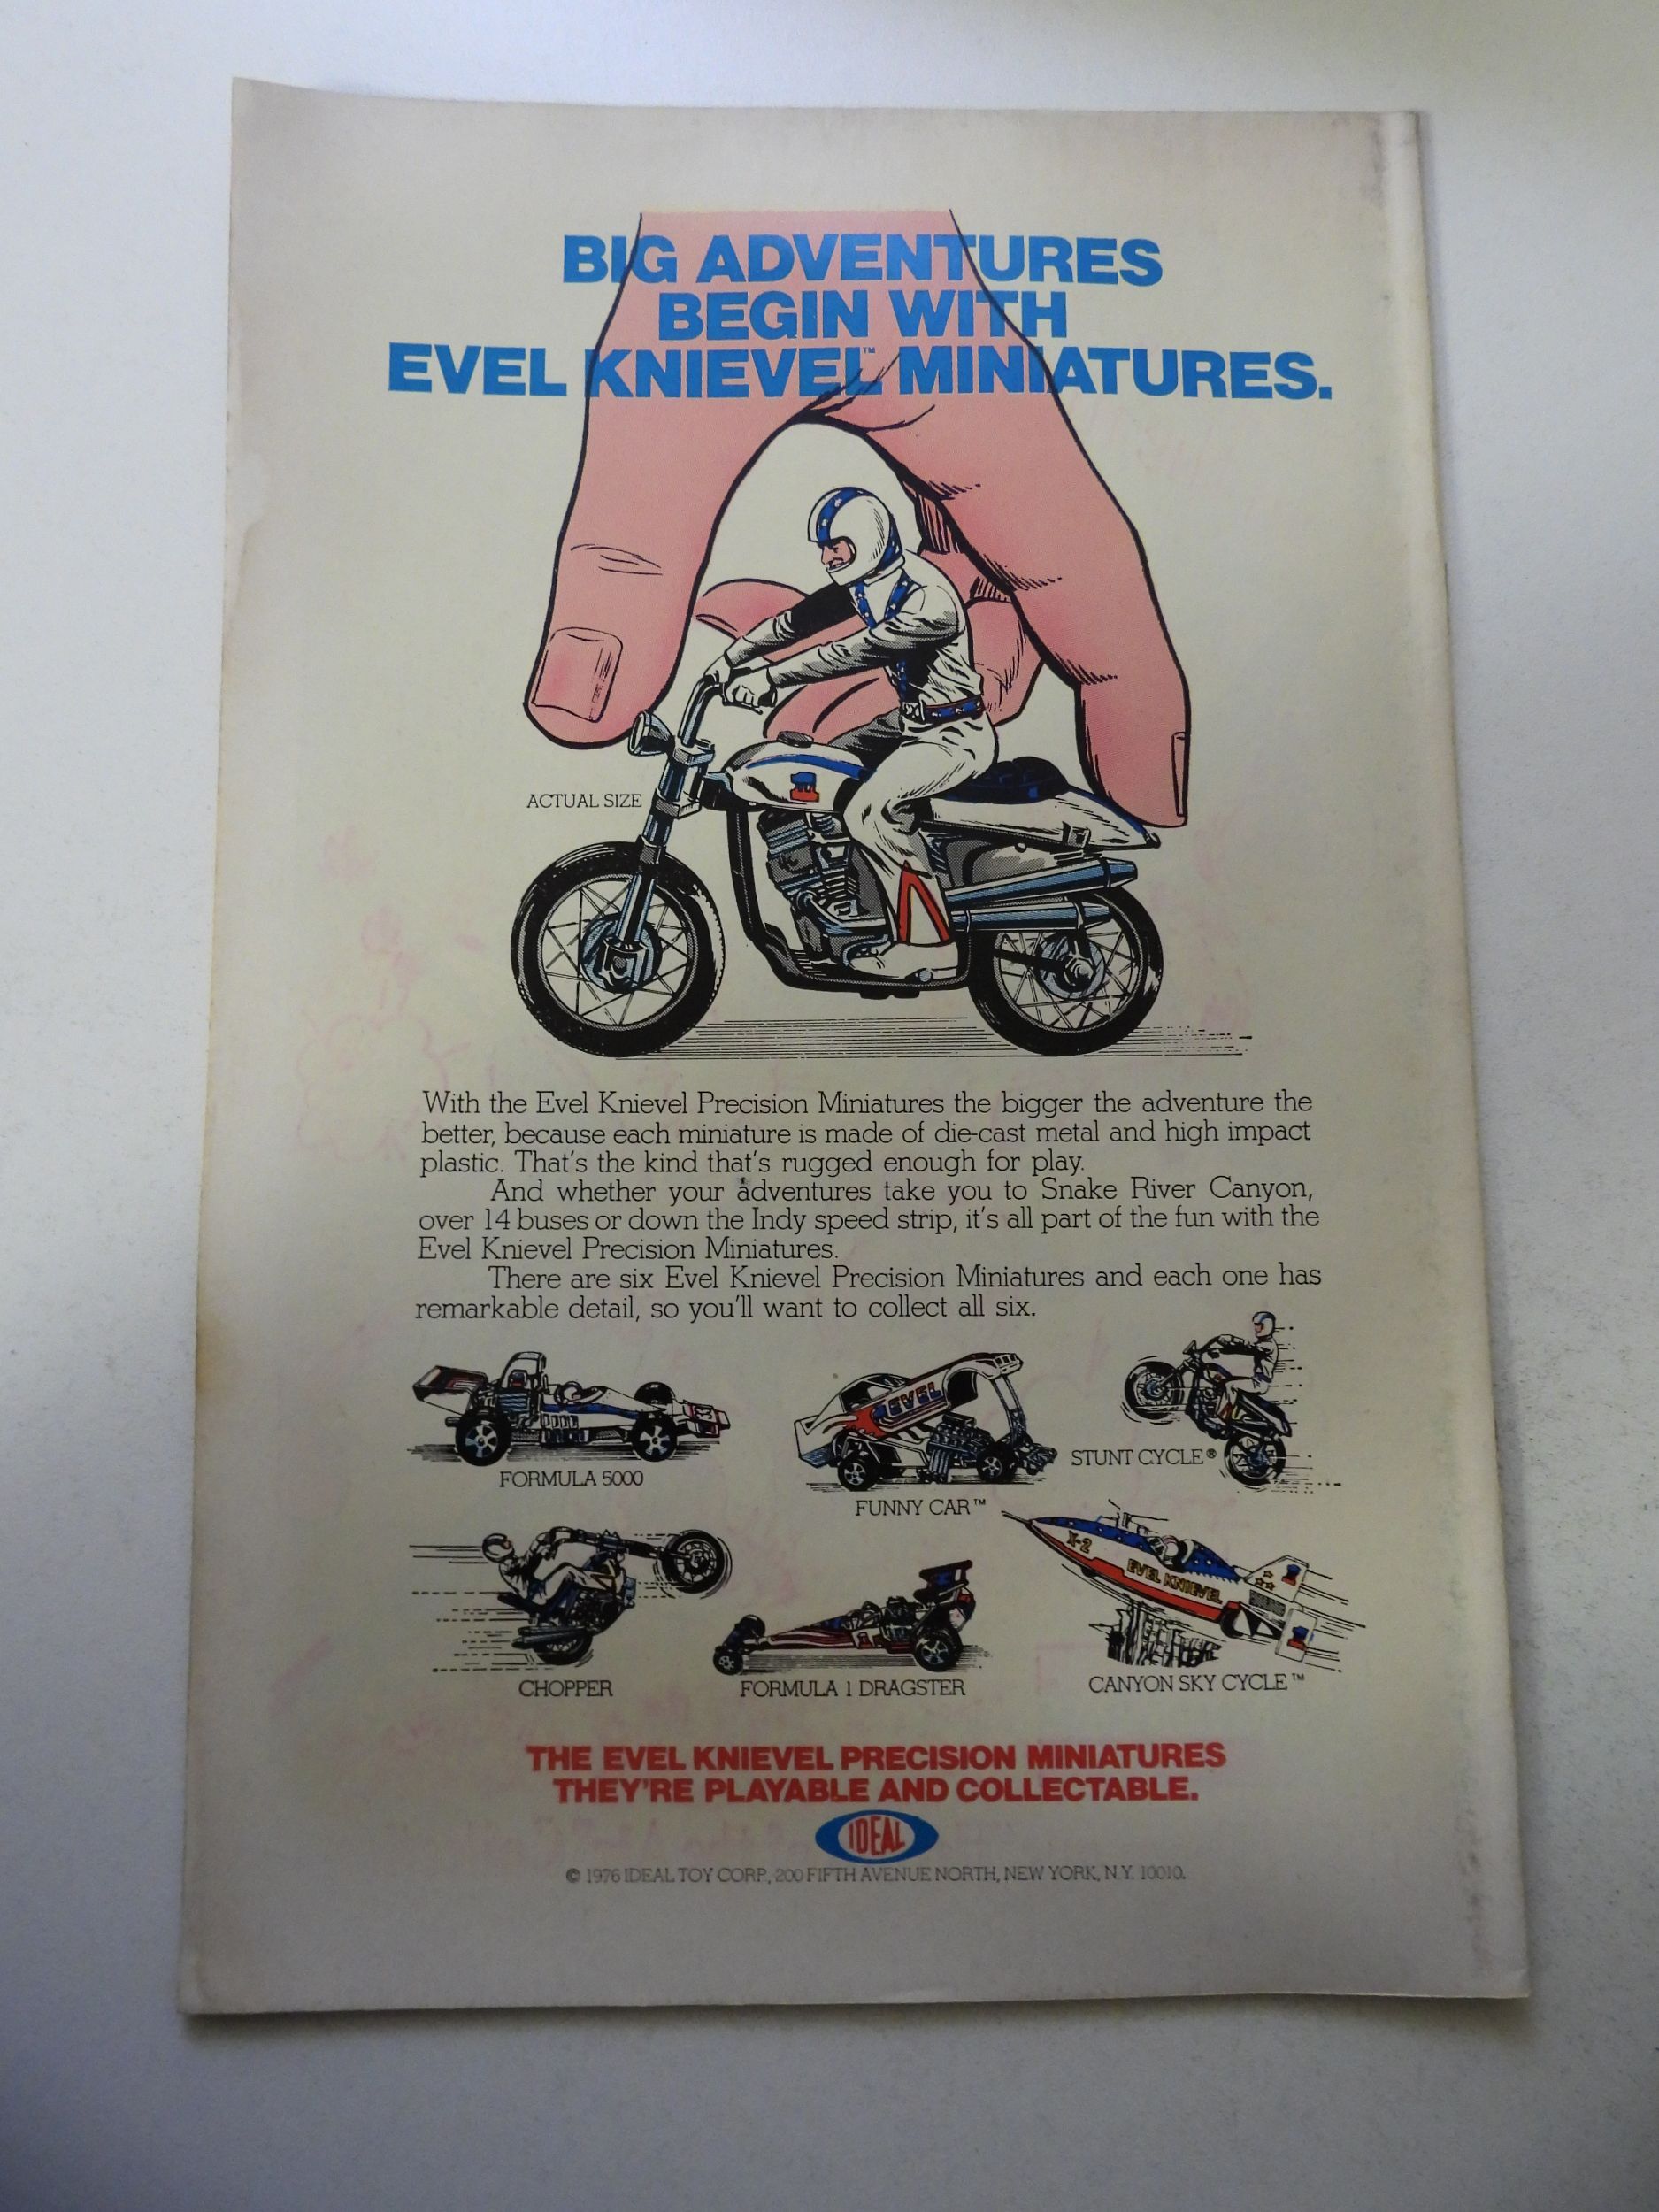 BIG ADVENTURES
BEGIN WITH
EVEL KNIEVEL™ MINIATURES.
ACTUAL SIZE
1
With the Evel Knievel Precision Miniatures the bigger the adventure the
better, because each miniature is made of die-cast metal and high impact
plastic. That's the kind that's rugged enough for play.
And whether your adventures take you to Snake River Canyon,
over 14 buses or down the Indy speed strip, it's all part of the fun with the
Evel Knievel Precision Miniatures.
There are six Evel Knievel Precision Miniatures and each one has
remarkable detail, so you'll want to collect all six.
EVEL
FORMULA 5000
FUNNY CAR™
STUNT CYCLE®
X-2
EVEL KNIEVEL
CHOPPER
FORMULA 1 DRAGSTER
CANYON SKY CYCLE™
THE EVEL KNIEVEL PRECISION MINIATURES
THEY'RE PLAYABLE AND COLLECTABLE.
IDEAL
© 1976 IDEAL TOY CORP., 200 FIFTH AVENUE NORTH, NEW YORK, N.Y. 10010.